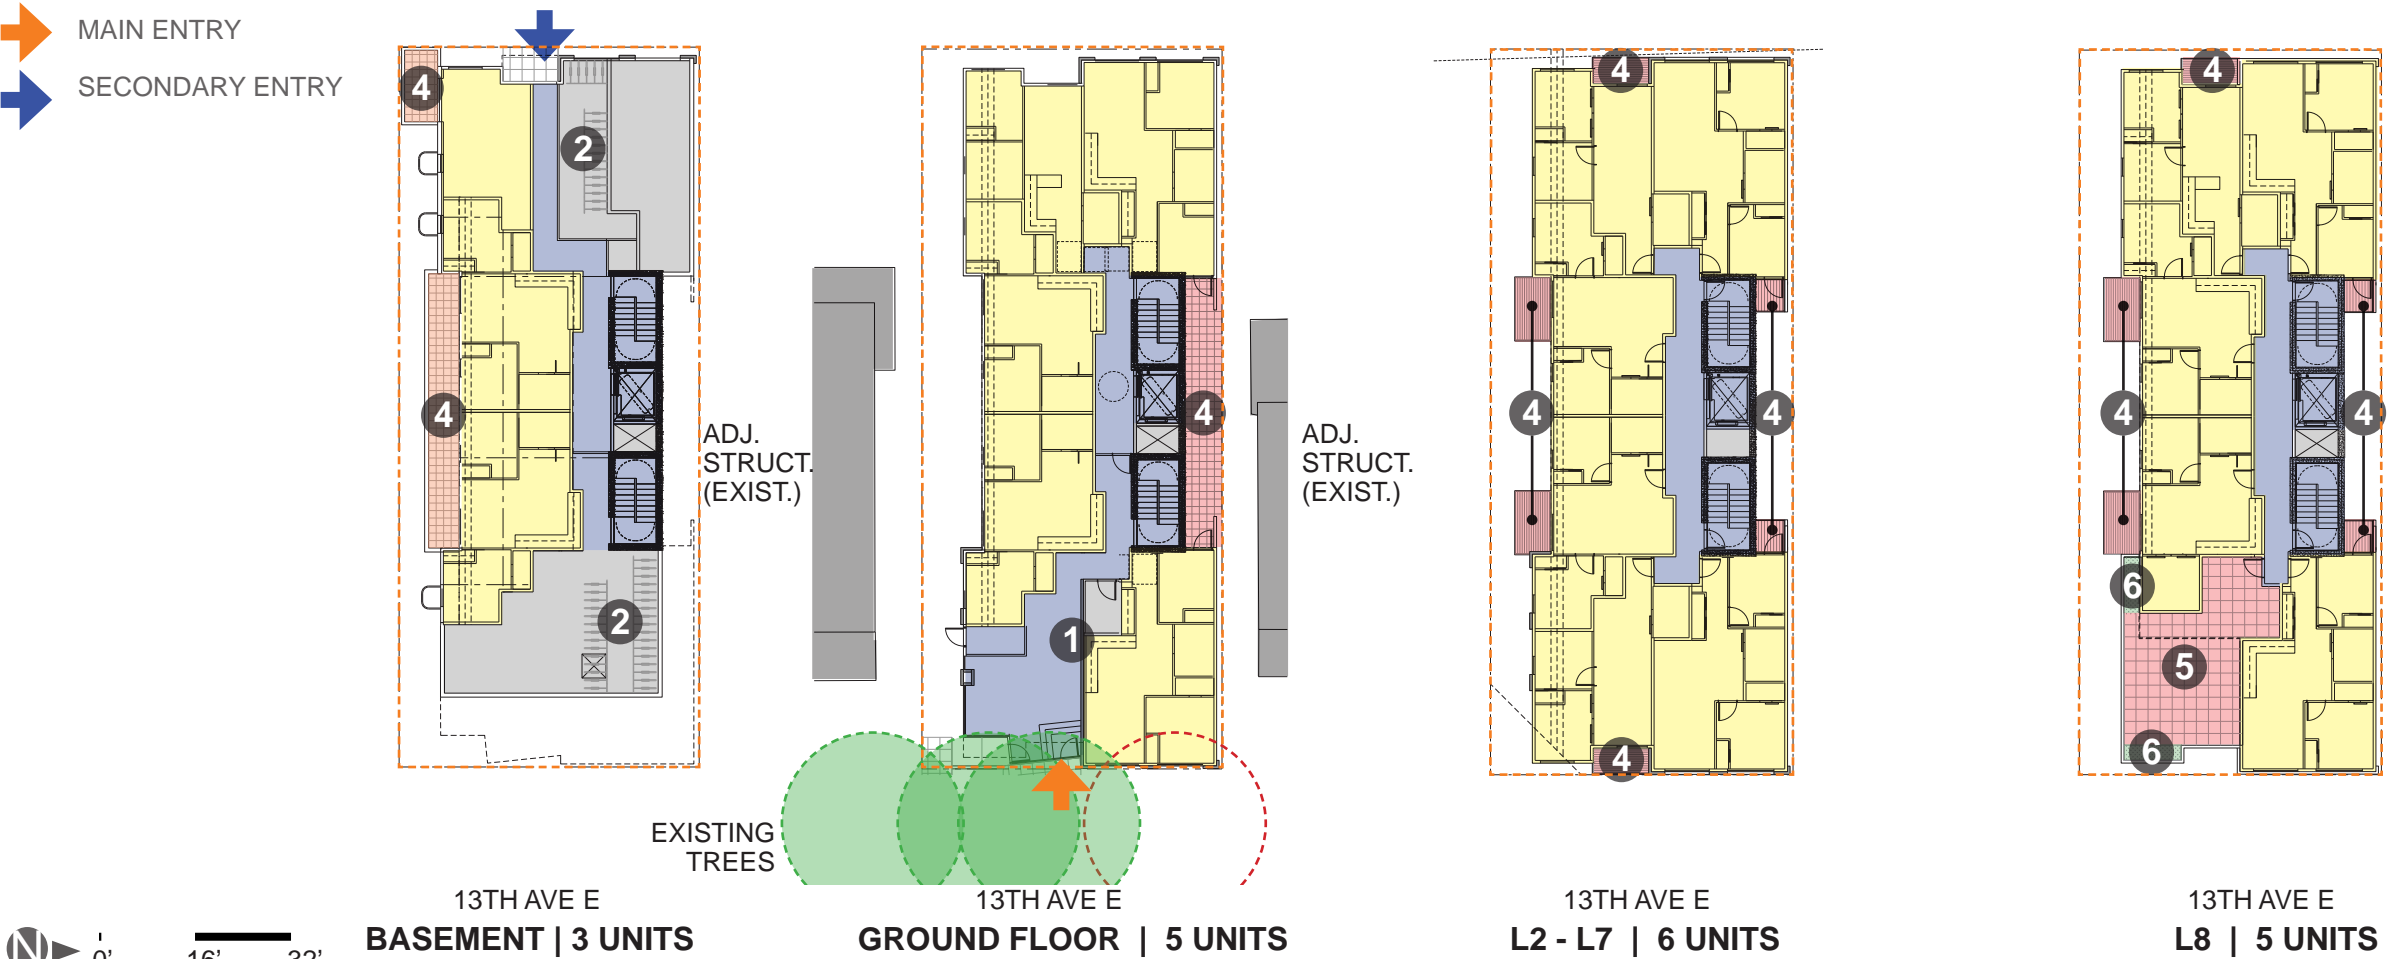 MAIN ENTRY
SECONDARY ENTRY
4
2
4
2
ADJ.
STRUCT.
(EXIST.)
4
1
ADJ.
STRUCT.
(EXIST.)
4
4
4
4
4
4
4
6
5
6
EXISTING
TREES
13TH AVE E
13TH AVE E
13TH AVE E
13TH AVE E
BASEMENT | 3 UNITS
GROUND FLOOR | 5 UNITS
L2 - L7 | 6 UNITS
L8 | 5 UNITS
N
0' 16' 32'